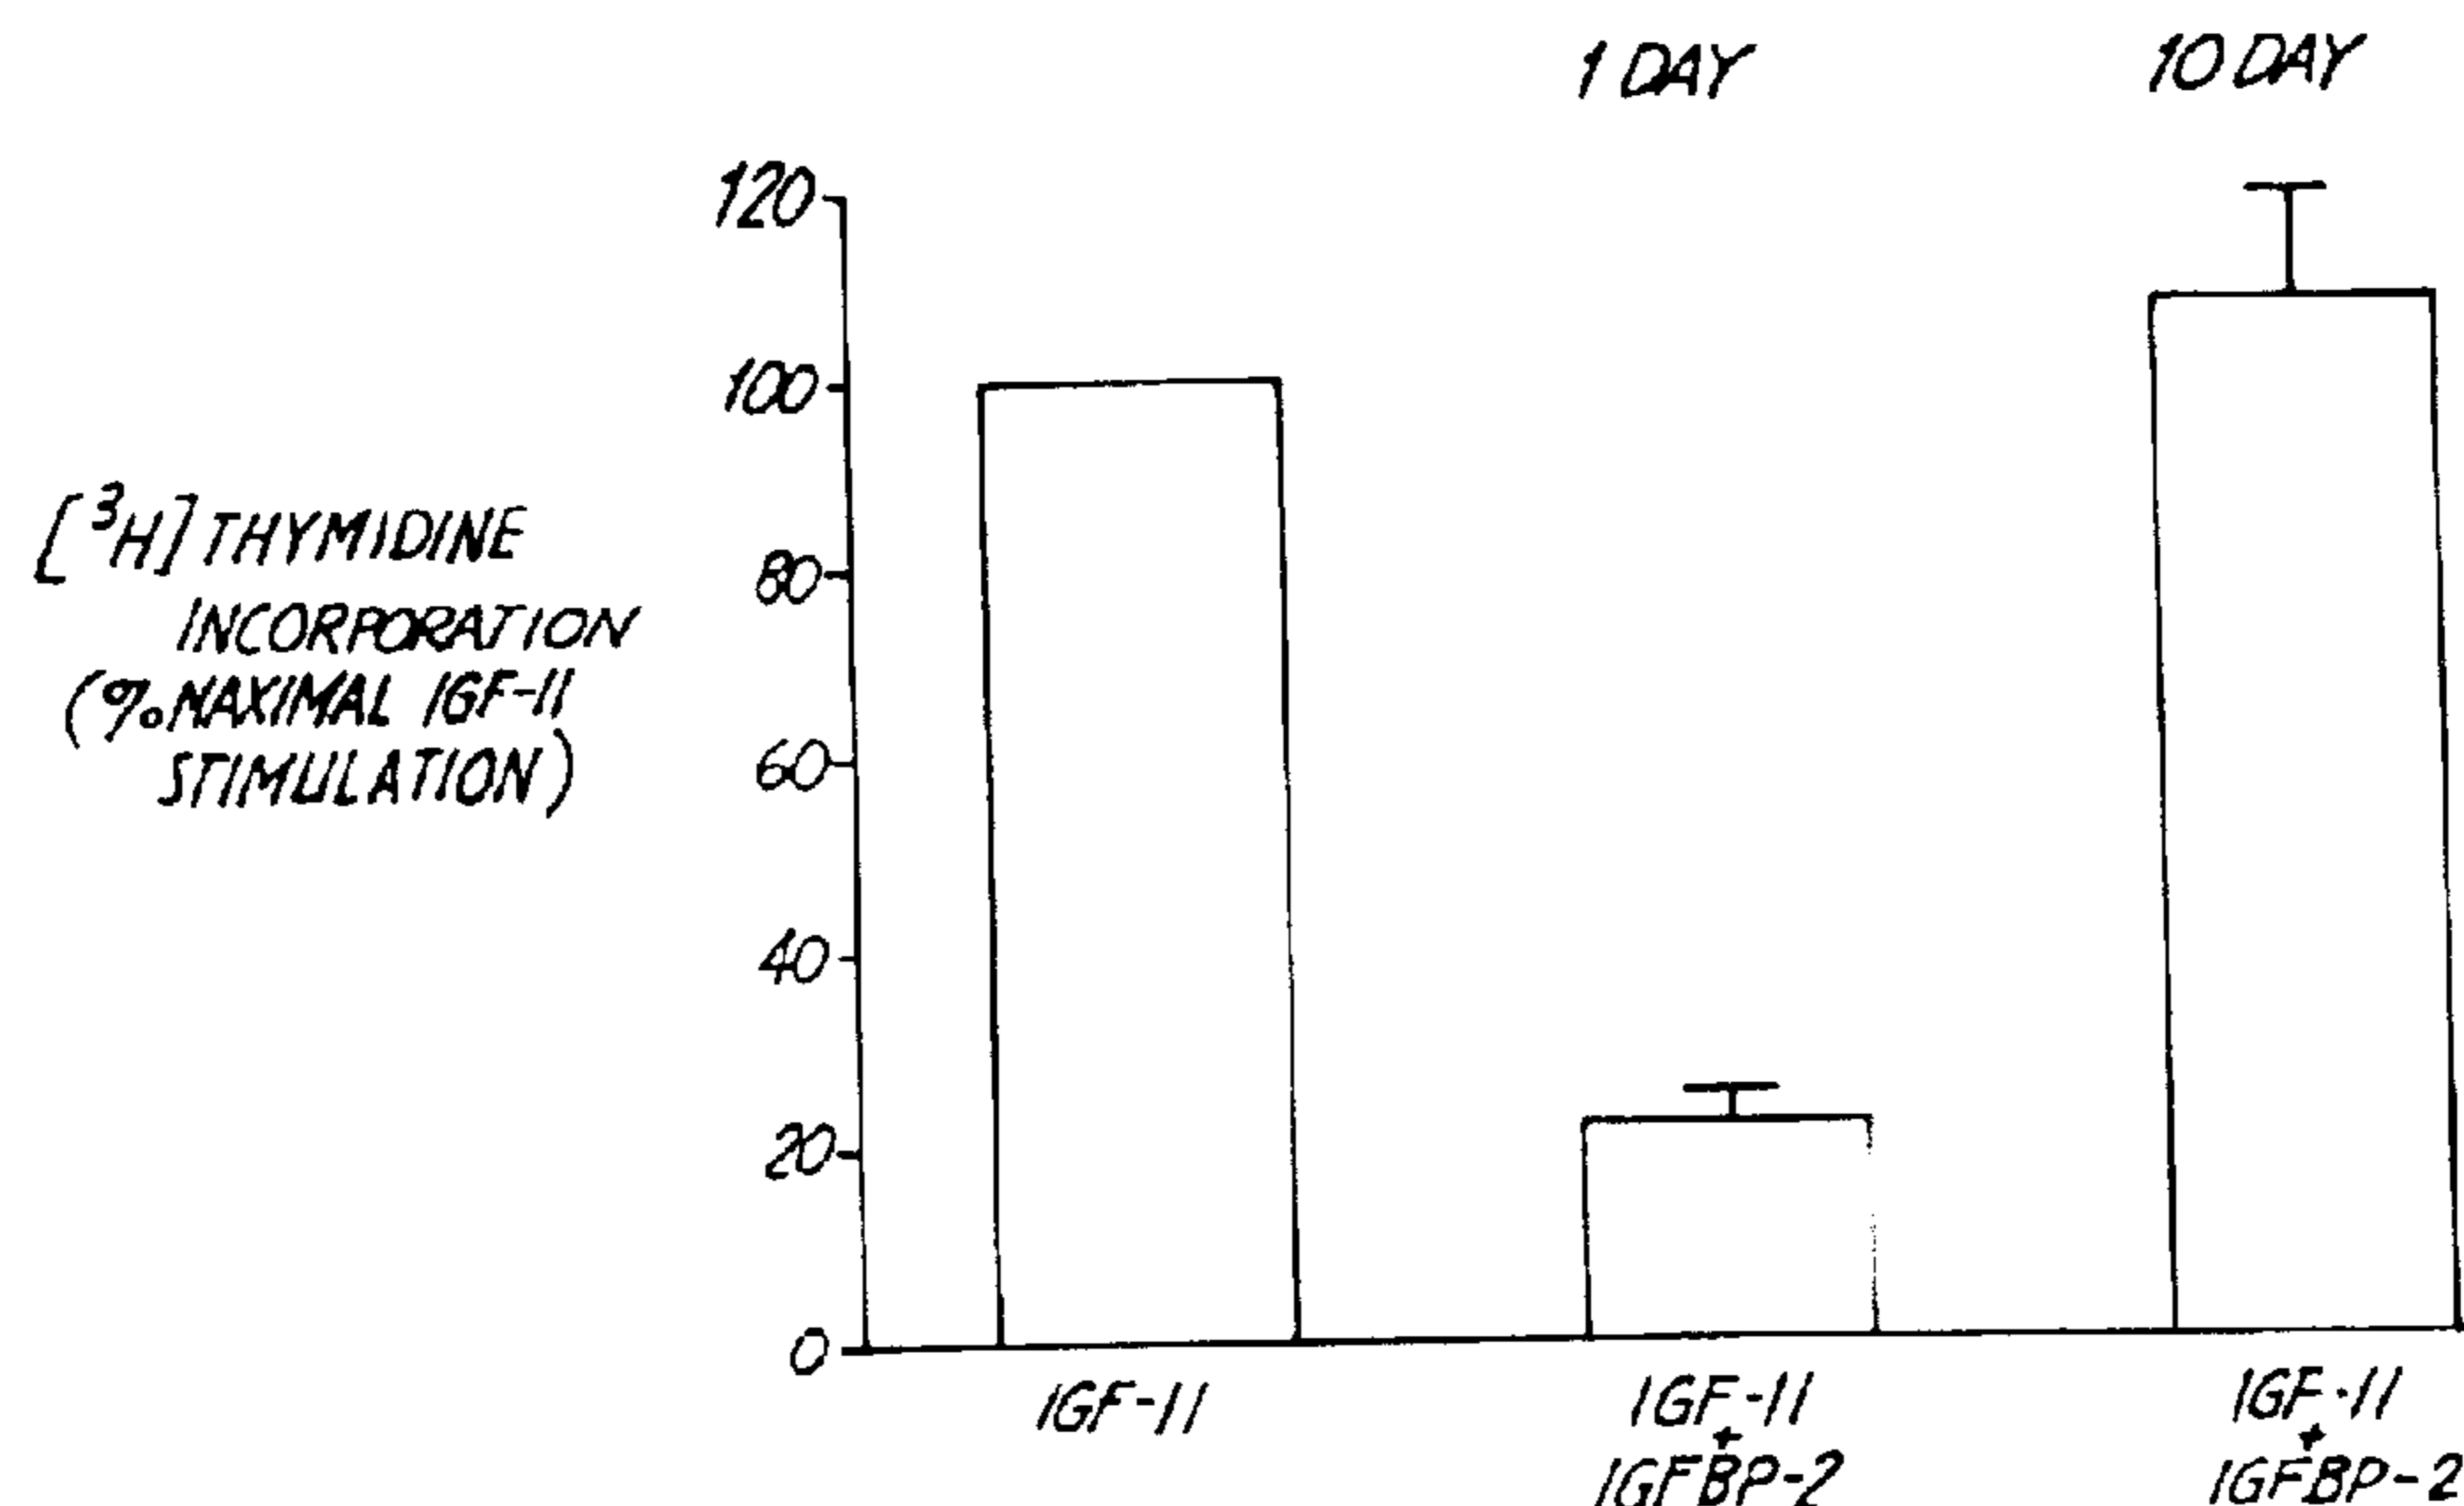 1 DAY 10 DAY
120
100
80
60
40
20
0
[³H] THYMIDINE
INCORPORATION
(% NAXIMAL IGF-II
STIMULATION)
IGF-II
IGF-II
+
IGFBP-2
IGF-II
+
IGFBP-2